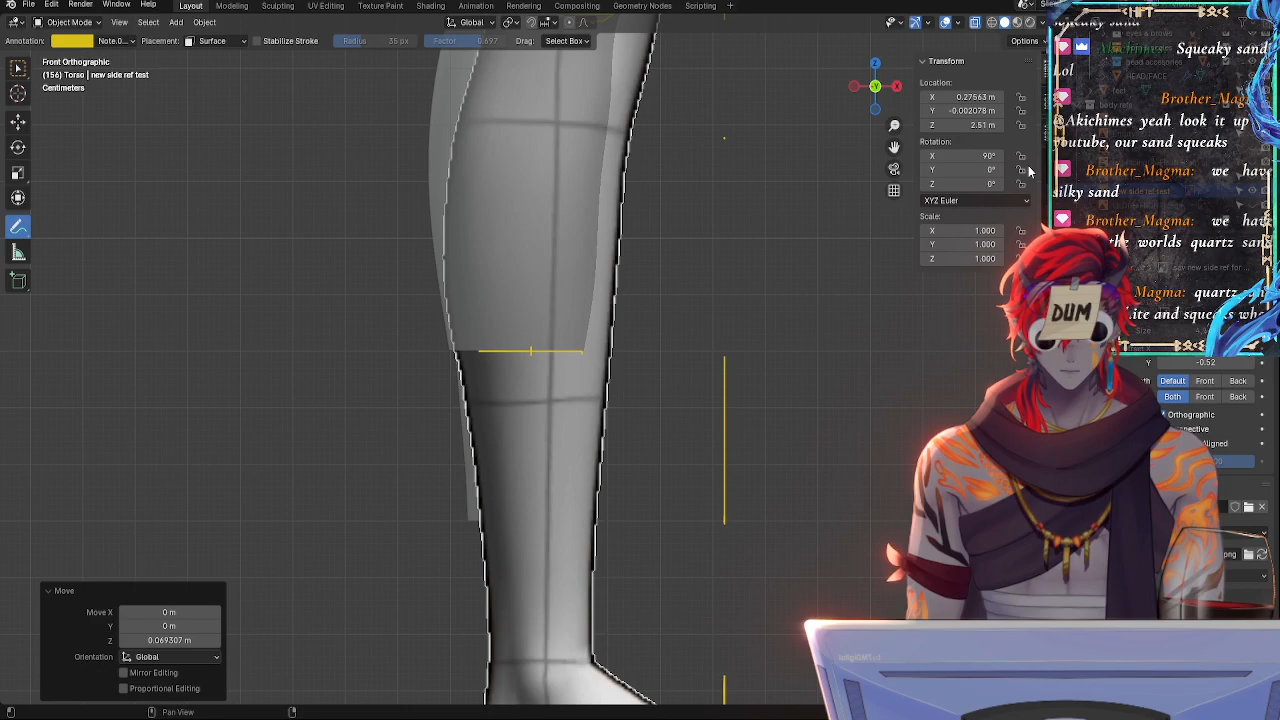 File Edit Render Window Help Layout Modeling Sculpting UV Editing Texture Paint Shading Animation Rendering Compositing Geometry Nodes Scripting +
Object Mode View Select Add Object Global
Annotation: Note.0... Placement: Surface Stabilize Stroke Radius 35 px Factor 0.697 Drag: Select Box Options
Front Orthographic
(156) Torso | new side ref test
Centimeters
Z
X
-Y
Transform
Location:
X 0.27563 m
Y -0.002078 m
Z 2.51 m
Rotation:
X 90°
Y 0°
Z 0°
XYZ Euler
Scale:
X 1.000
Y 1.000
Z 1.000
Squeaky sand
Lol
Brother_Mag
Akichimes yeah look it up
our sand squeaks
Brother_Magma: we hav
silky sand
Brother_Magma: we hav
the worlds quartz san
Magma: quartz
DUM
Y -0.52
Default Front Back
Both Front Back
Orthographic
Move
Move X 0 m
Y 0 m
Z 0.069307 m
Orientation Global
Mirror Editing
Proportional Editing
Pan View